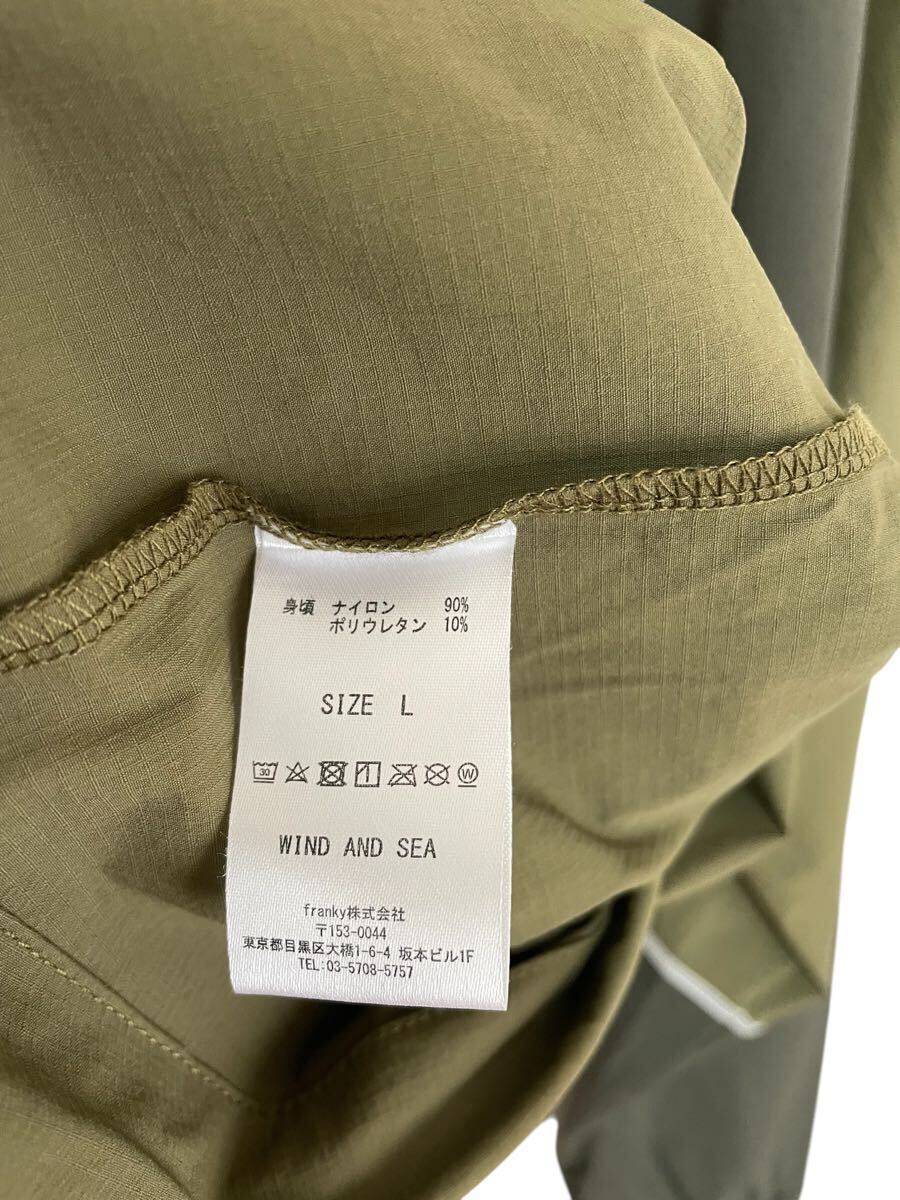 身頃 ナイロン 90%
ポリウレタン 10%
SIZE L
30 W
WIND AND SEA
franky株式会社
〒153-0044
東京都目黒区大橋1-6-4 坂本ビル1F
TEL:03-5708-5757